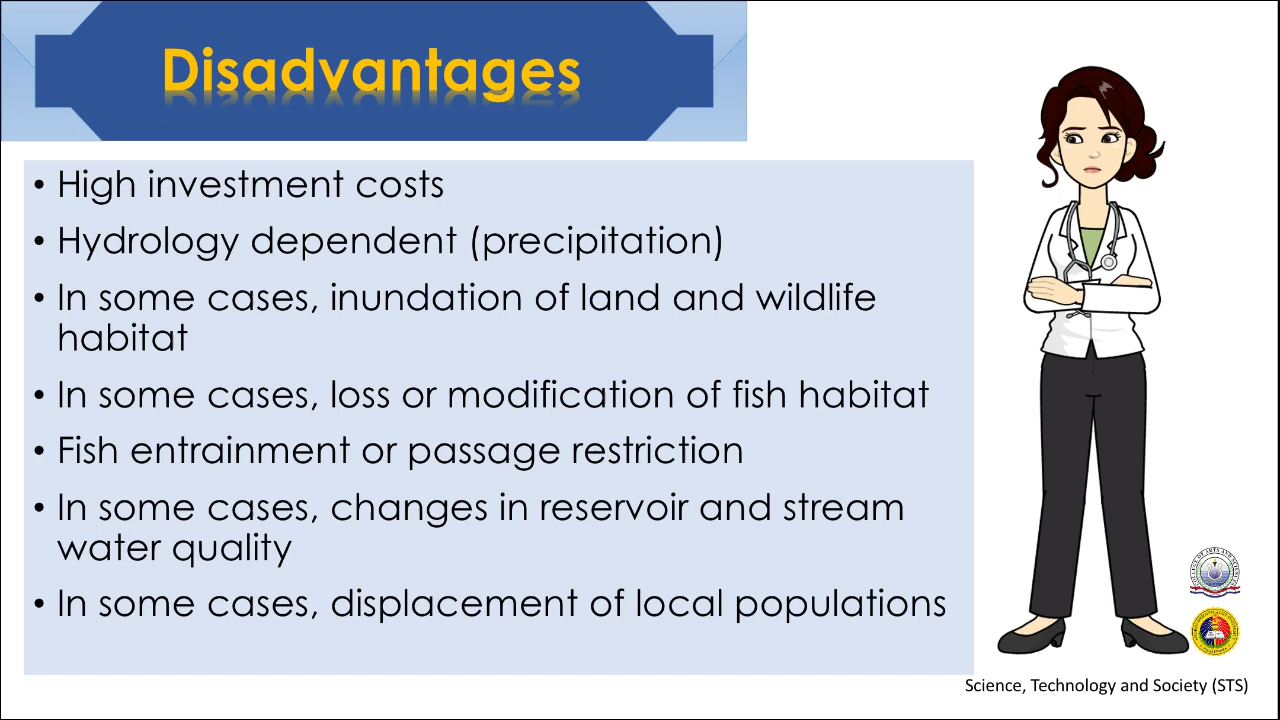 Disadvantages
• High investment costs
• Hydrology dependent (precipitation)
• In some cases, inundation of land and wildlife
habitat
• In some cases, loss or modification of fish habitat
• Fish entrainment or passage restriction
• In some cases, changes in reservoir and stream
water quality
• In some cases, displacement of local populations
Science, Technology and Society (STS)